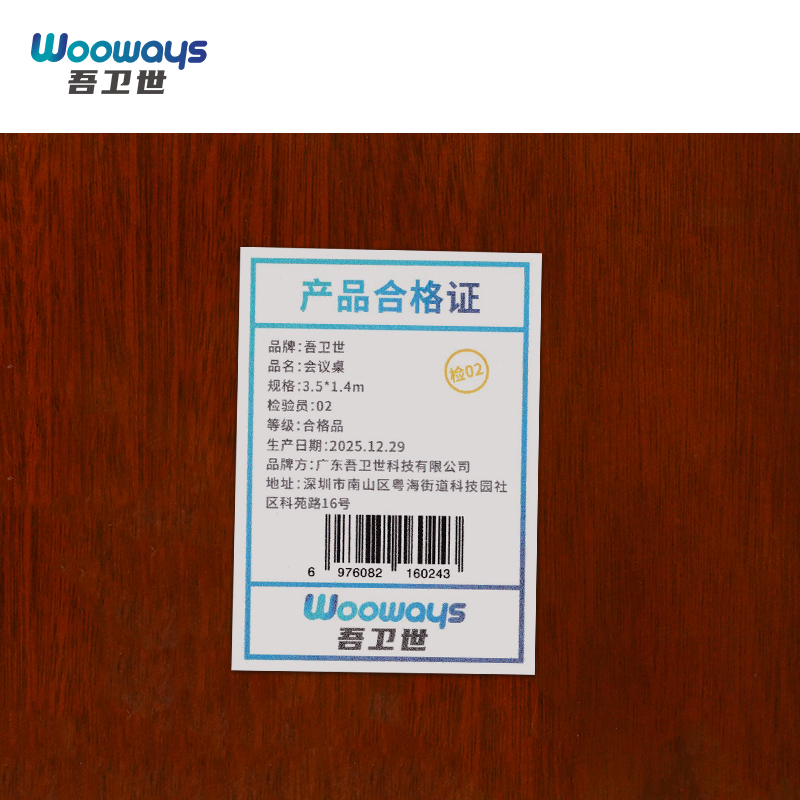 Wooways
吾卫世
产品合格证
品牌:吾卫世
品名:会议桌
规格:3.5*1.4m
检验员:02
等级:合格品
生产日期:2025.12.29
品牌方:广东吾卫世科技有限公司
地址:深圳市南山区粤海街道科技园社
区科苑路16号
检02
6 976082 160243
Wooways
吾卫世